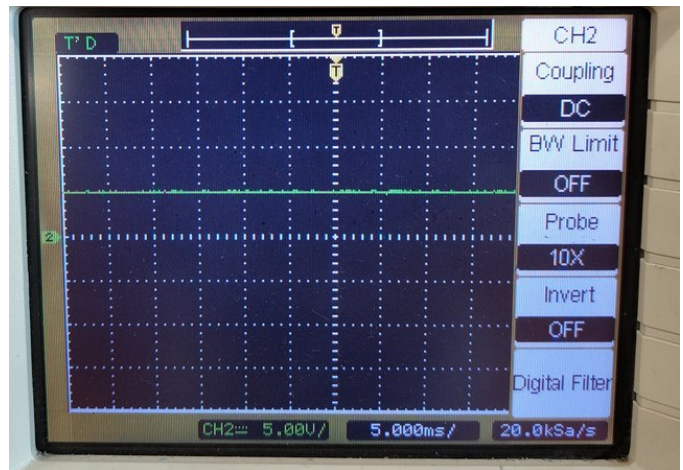 T'D
T
CH2
T
Coupling
DC
BW Limit
OFF
Probe
2
10X
Invert
OFF
Digital Filter
CH2 5.00V/ 5.000ms/ 20.0kSa/s